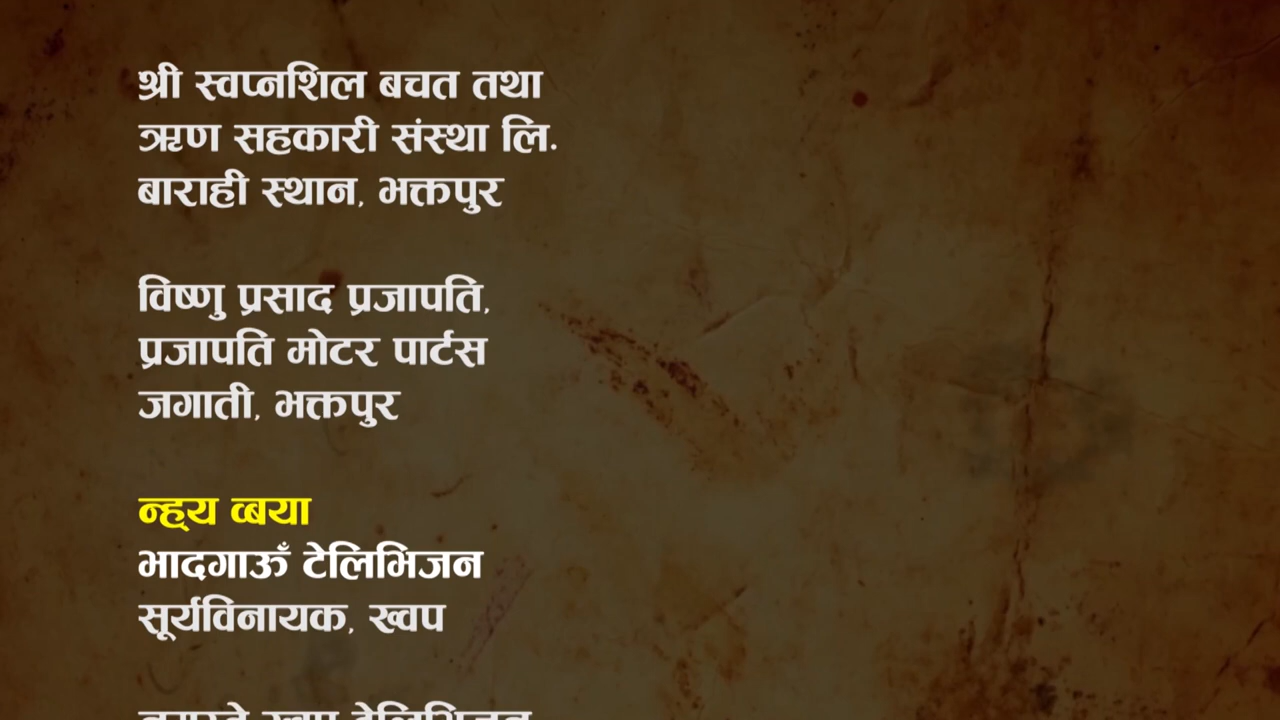 श्री स्वप्नशिल बचत तथा
ऋण सहकारी संस्था लि.
बाराही स्थान, भक्तपुर
विष्णु प्रसाद प्रजापति,
प्रजापति मोटर पार्टस
जगाती, भक्तपुर
न्ह्य ब्वया
भादगाऊँ टेलिभिजन
सूर्यविनायक, ख्वप